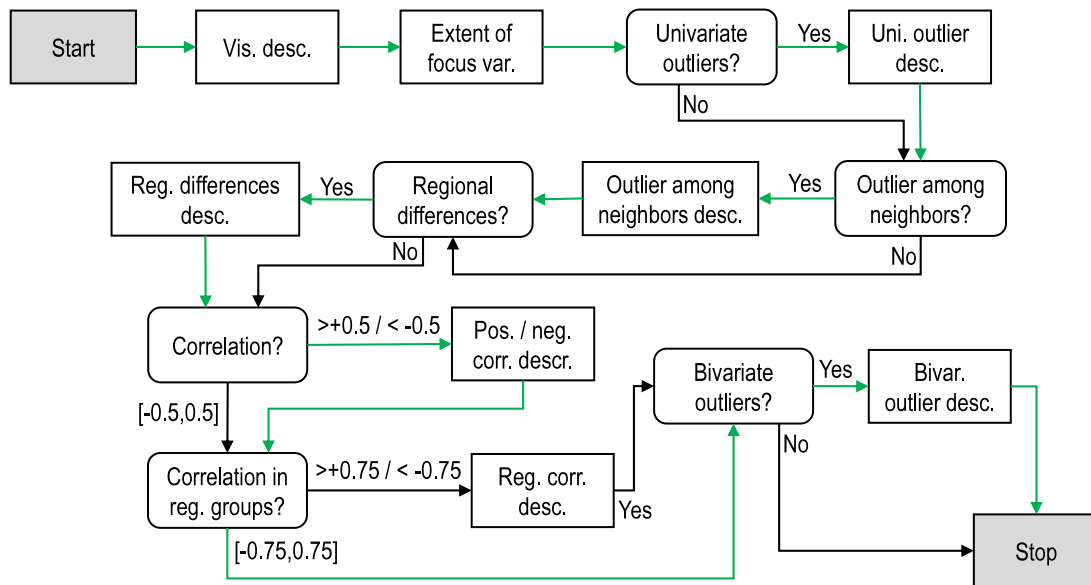 Start
Vis. desc.
Extent of
focus var.
Univariate
outliers?
Yes
Uni. outlier
desc.
No
Reg. differences
desc.
Yes
Regional
differences?
Outlier among
neighbors desc.
Yes
Outlier among
neighbors?
No
No
Correlation?
>+0.5 / < -0.5
Pos. / neg.
corr. descr.
Bivariate
outliers?
Yes
Bivar.
outlier desc.
[-0.5,0.5]
No
Correlation in
reg. groups?
>+0.75 / < -0.75
Reg. corr.
desc.
Yes
[-0.75,0.75]
Stop